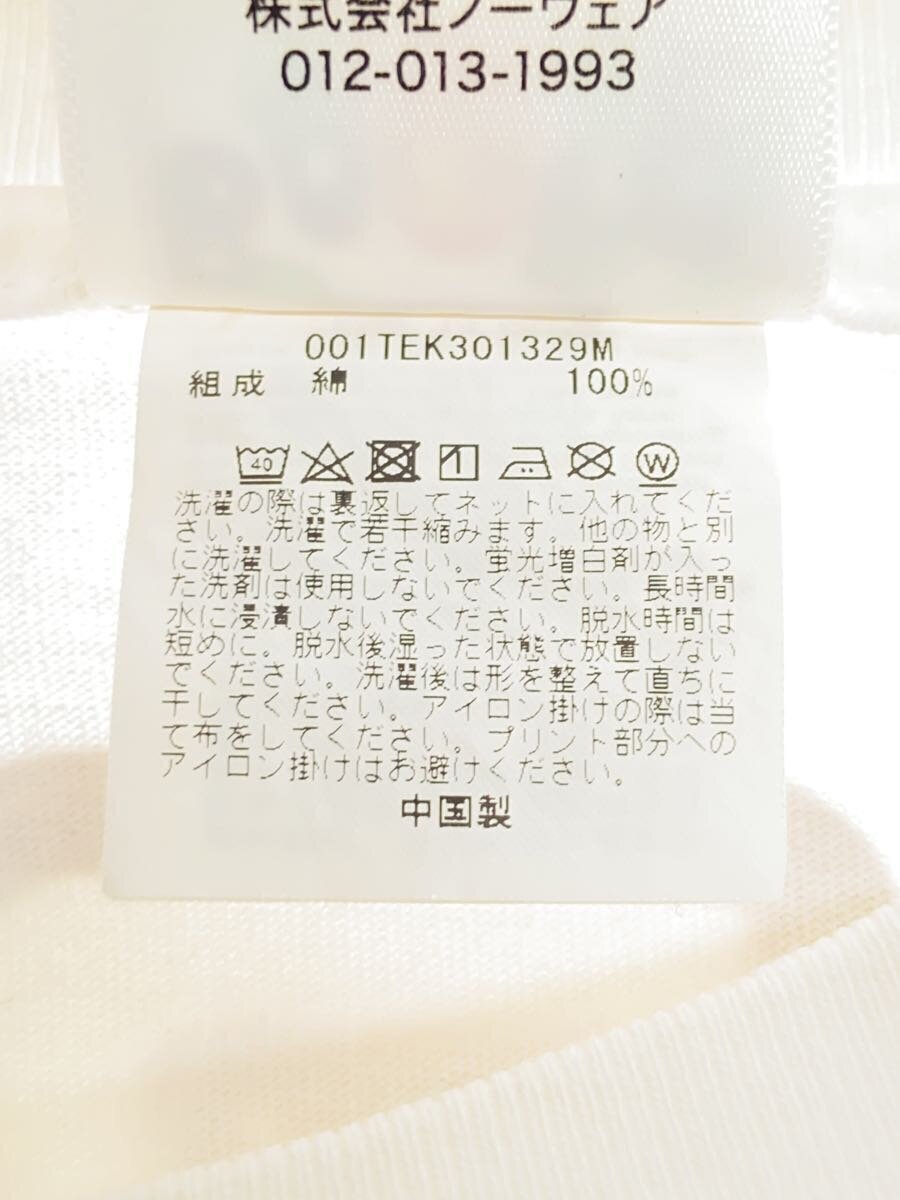 株式会社ノーウェア
012-013-1993
001TEK301329M
組成 綿 100%
40 W
洗濯の際は裏返してネットに入れてくだ
さい。洗濯で若干縮みます。他の物と別
に洗濯してください。蛍光増白剤が入っ
た洗剤は使用しないでください。長時間
水に浸漬しないでください。脱水時間は
短めに。脱水後湿った状態で放置しない
でください。洗濯後は形を整えて直ちに
干してください。アイロン掛けの際は当
て布をしてください。プリント部分への
アイロン掛けはお避けください。
中国製